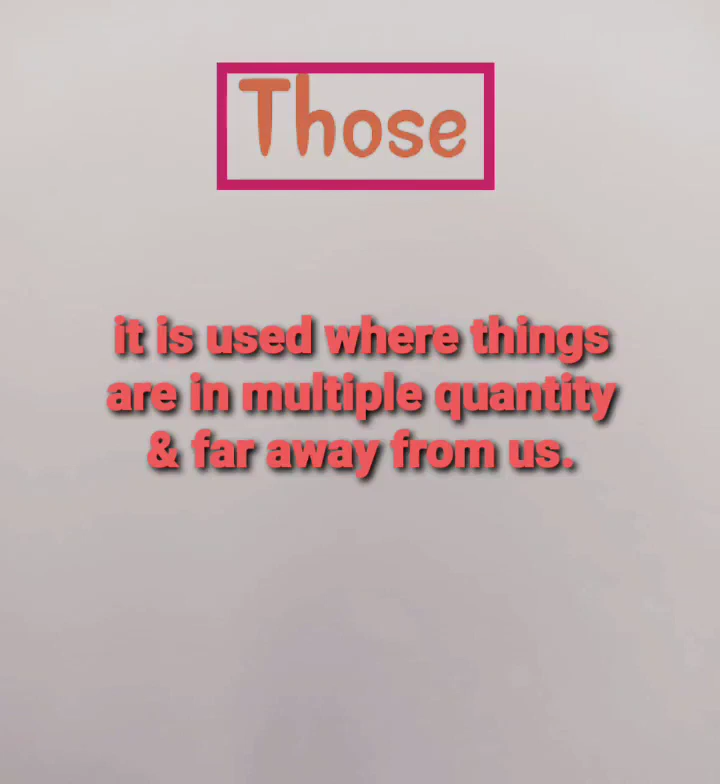 Those
it is used where things
are in multiple quantity
& far away from us.